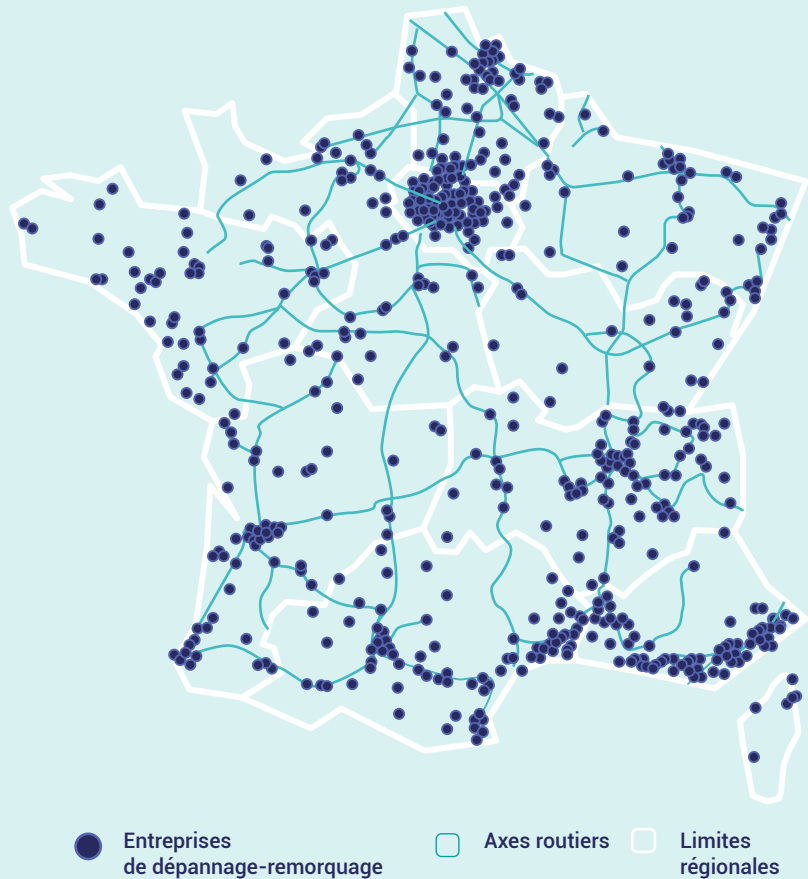 Entreprises
de dépannage-remorquage
Axes routiers
Limites
régionales